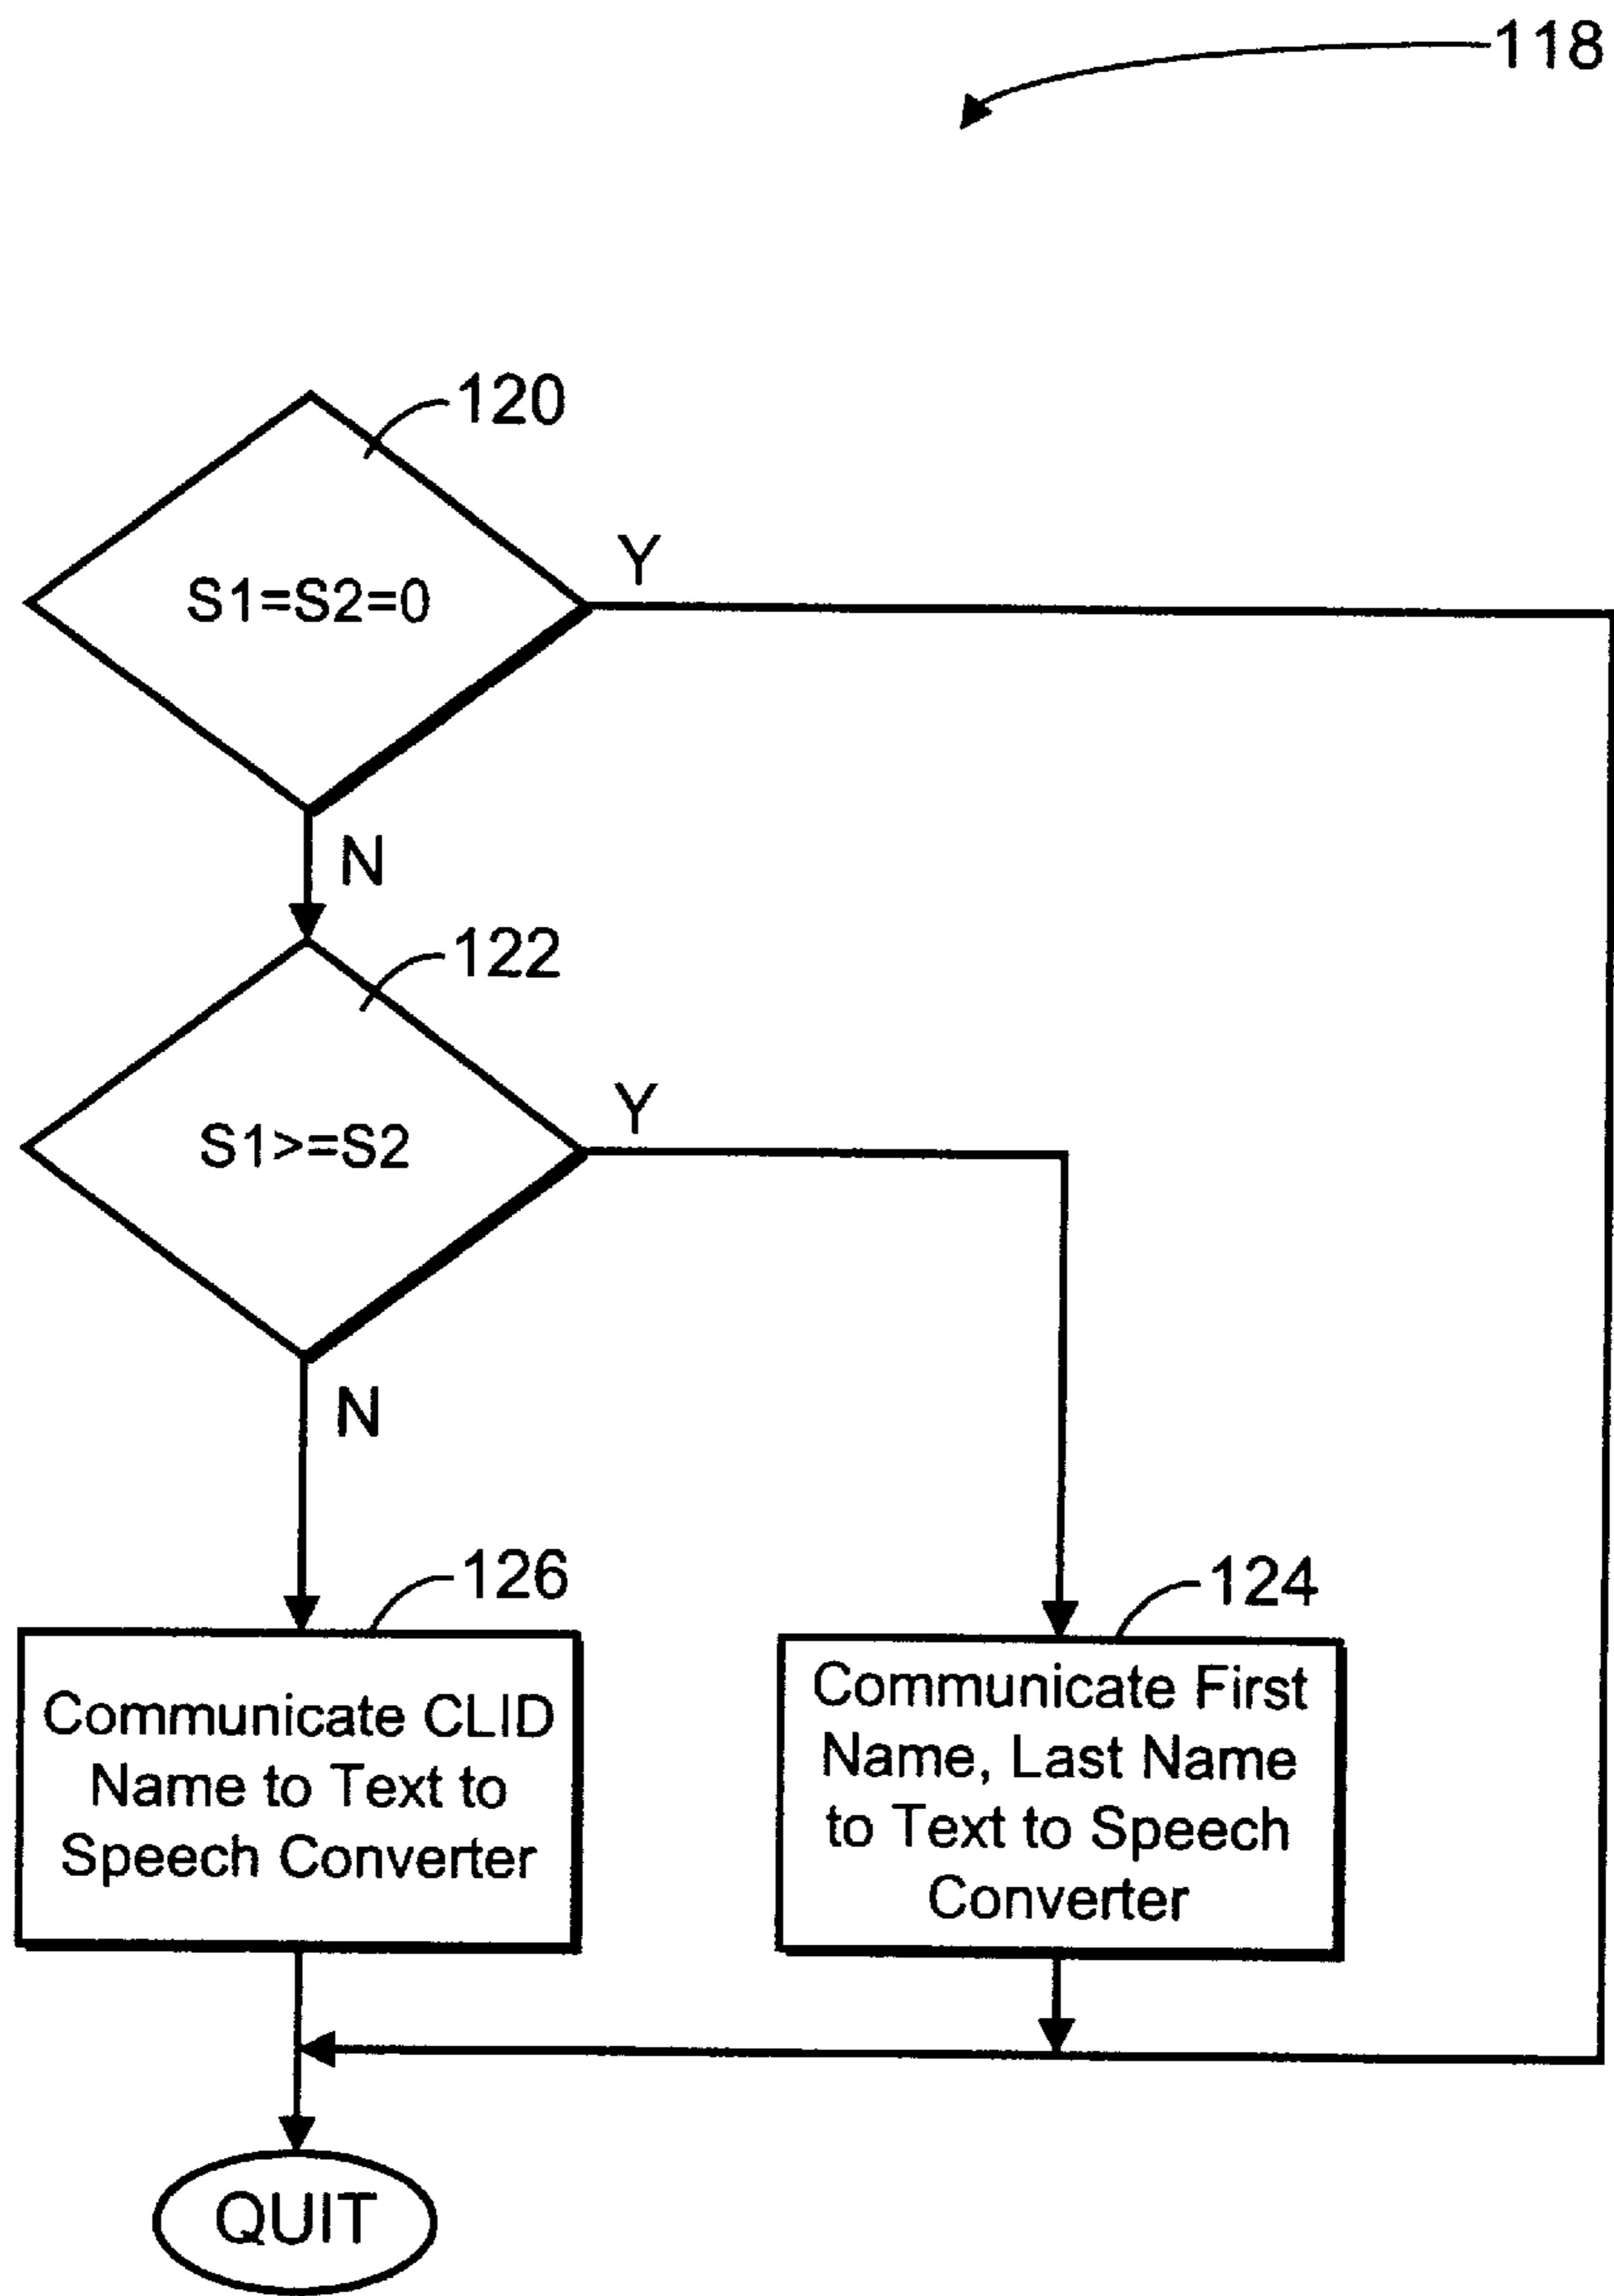 118
120
S1=S2=0
Y
N
122
S1>=S2
Y
N
126
Communicate CLID
Name to Text to
Speech Converter
124
Communicate First
Name, Last Name
to Text to Speech
Converter
QUIT